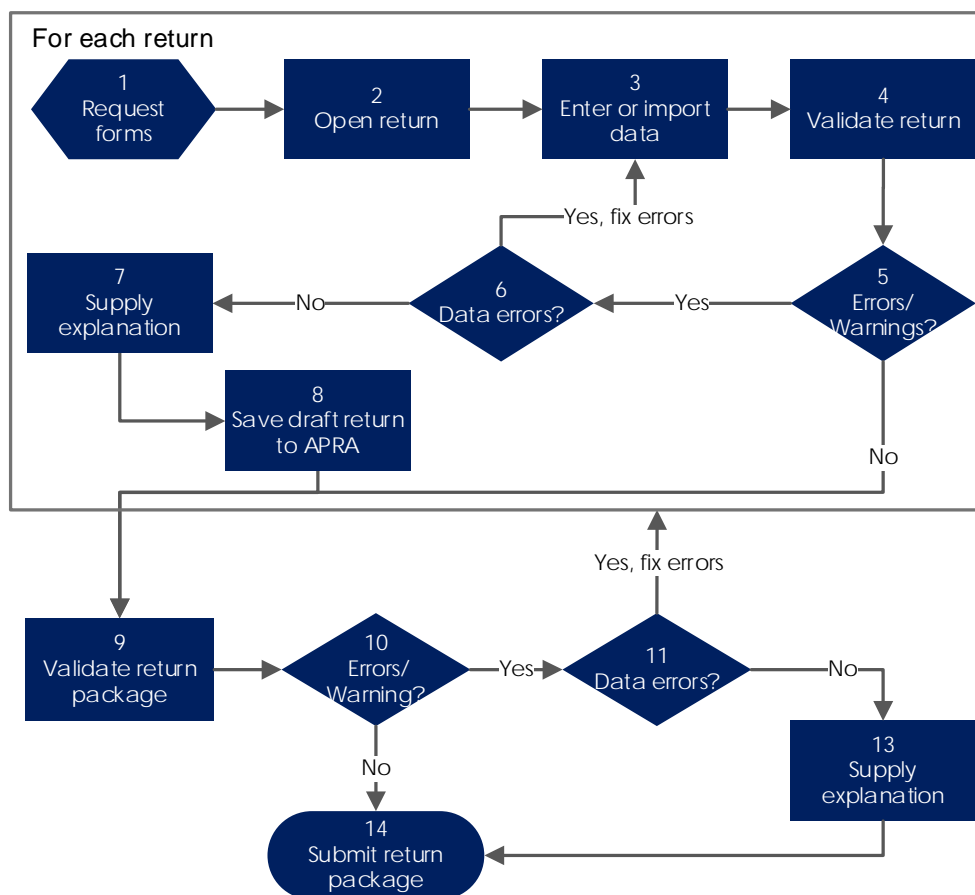 For each return
1
Request
forms
2
Open return
3
Enter or import
data
4
Validate return
Yes, fix errors
7
Supply
explanation
No
6
Data errors?
Yes
5
Errors/
Warnings?
8
Save draft return
to APRA
No
Yes, fix errors
9
Validate return
package
10
Errors/
Warning?
Yes
11
Data errors?
No
13
Supply
explanation
No
14
Submit return
package